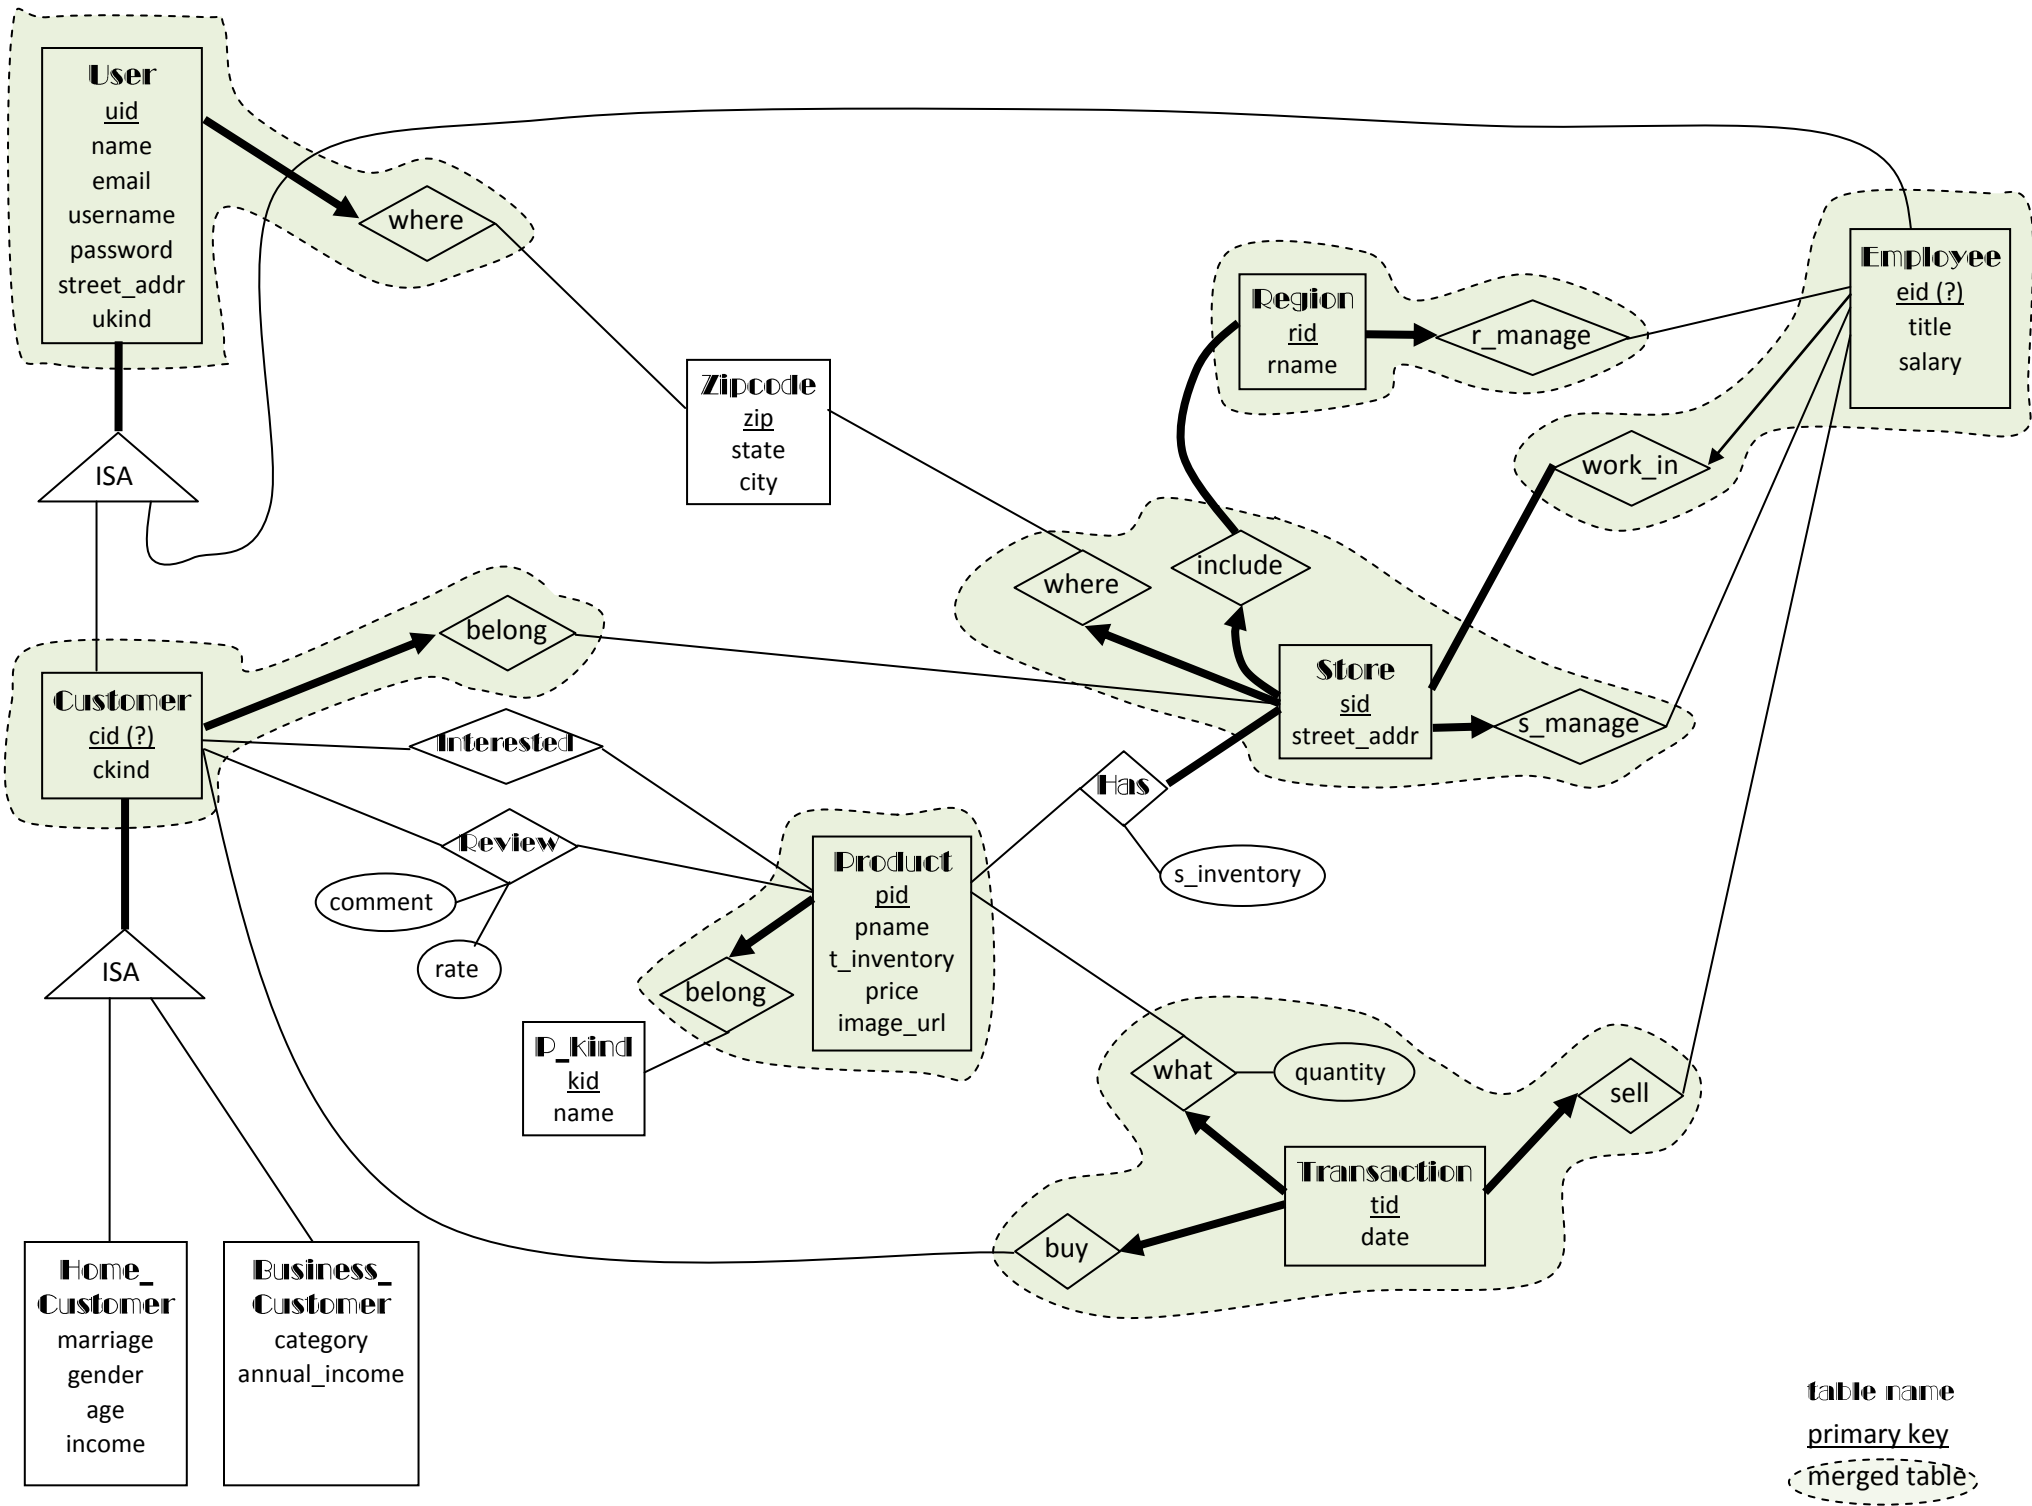 User
uid
name
email
username
password
street_addr
ukind
where
ISA
Zipcode
zip
state
city
Region
rid
rname
r_manage
Employee
eid (?)
title
salary
work_in
include
where
Store
sid
street_addr
s_manage
belong
Customer
cid (?)
ckind
Interested
Review
comment
rate
Has
s_inventory
Product
pid
pname
t_inventory
price
image_url
belong
P_kind
kid
name
ISA
what
quantity
sell
Transaction
tid
date
buy
Home_
Customer
marriage
gender
age
income
Business_
Customer
category
annual_income
table name
primary key
merged table